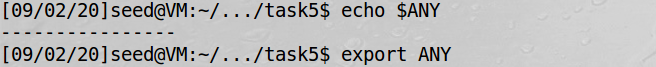 [09/02/20]seed@VM:~/.../task5$ echo $ANY
----------------
[09/02/20]seed@VM:~/.../task5$ export ANY